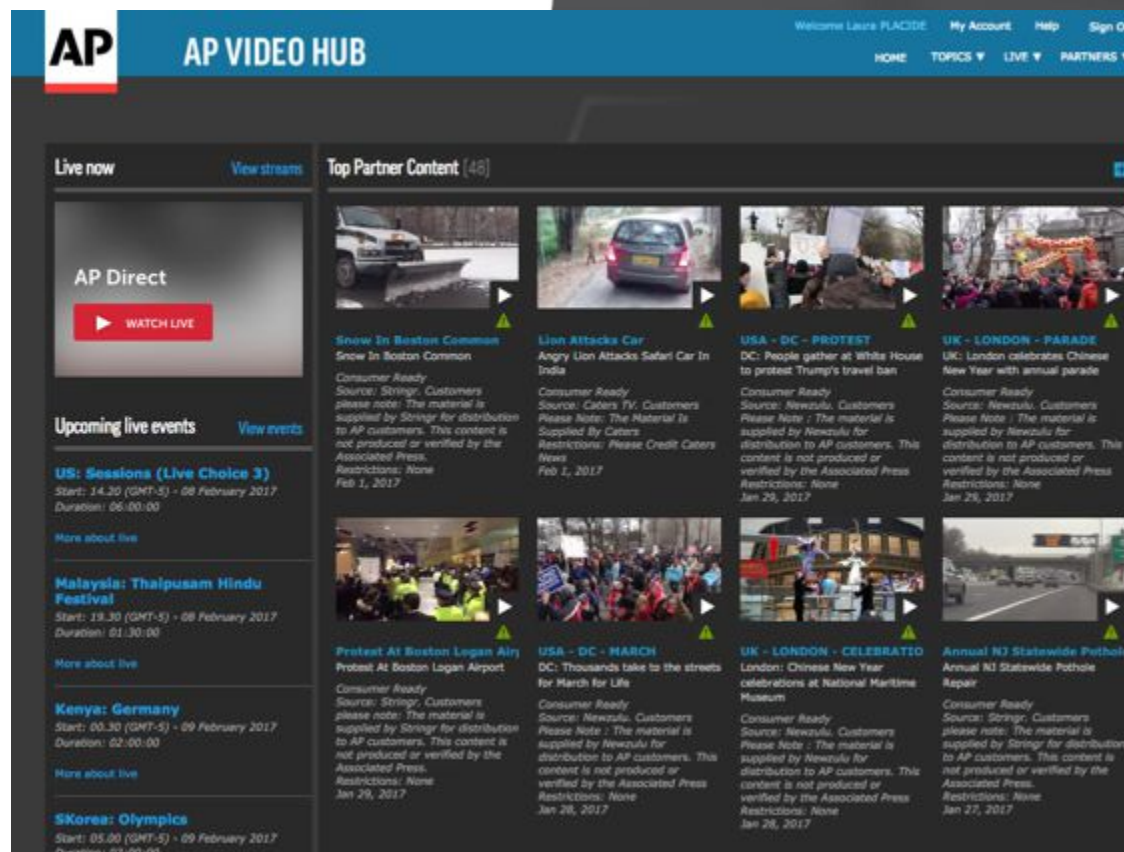 AP
AP VIDEO HUB
Welcome Laura PLACIDE My Account Help Sign O
HOME TOPICS ▼ LIVE ▼ PARTNERS
Live now View streams
AP Direct
WATCH LIVE
Upcoming live events View events
US: Sessions (Live Choice 3)
Start: 14.20 (GMT-5) - 08 February 2017
Duration: 06:00:00
More about live
Malaysia: Thaipusam Hindu
Festival
Start: 19.30 (GMT-5) - 08 February 2017
Duration: 01:30:00
More about live
Kenya: Germany
Start: 00.30 (GMT-5) - 09 February 2017
Duration: 02:00:00
More about live
SKorea: Olympics
Start: 05.00 (GMT-5) - 09 February 2017
Top Partner Content [48]
Snow In Boston Common
Snow In Boston Common
Consumer Ready
Source: Stringr. Customers
please note: The material is
supplied by Stringr for distribution
to AP customers. This content is
not produced or verified by the
Associated Press.
Restrictions: None
Feb 1, 2017
Lion Attacks Car
Angry Lion Attacks Safari Car In
India
Consumer Ready
Source: Caters TV. Customers
Please Note: The Material Is
Supplied By Caters
Restrictions: Please Credit Caters
News
Feb 1, 2017
USA - DC - PROTEST
DC: People gather at White House
to protest Trump's travel ban
Consumer Ready
Source: Newzulu. Customers
Please Note : The material is
supplied by Newzulu for
distribution to AP customers. This
content is not produced or
verified by the Associated Press
Restrictions: None
Jan 29, 2017
UK - LONDON - PARADE
UK: London celebrates Chinese
New Year with annual parade
Consumer Ready
Source: Newzulu. Customers
Please Note : The material is
supplied by Newzulu for
distribution to AP customers. This
content is not produced or
verified by the Associated Press
Restrictions: None
Jan 29, 2017
Protest At Boston Logan Air
Protest At Boston Logan Airport
Consumer Ready
Source: Stringr. Customers
please note: The material is
supplied by Stringr for distribution
to AP customers. This content is
not produced or verified by the
Associated Press.
Restrictions: None
Jan 29, 2017
USA - DC - MARCH
DC: Thousands take to the streets
for March for Life
Consumer Ready
Source: Newzulu. Customers
Please Note : The material is
supplied by Newzulu for
distribution to AP customers. This
content is not produced or
verified by the Associated Press
Restrictions: None
Jan 28, 2017
UK - LONDON - CELEBRATIO
London: Chinese New Year
celebrations at National Maritime
Museum
Consumer Ready
Source: Newzulu. Customers
Please Note : The material is
supplied by Newzulu for
distribution to AP customers. This
content is not produced or
verified by the Associated Press
Restrictions: None
Jan 28, 2017
Annual NJ Statewide Pothol
Annual NJ Statewide Pothole
Repair
Consumer Ready
Source: Stringr. Customers
please note: The material is
supplied by Stringr for distribution
to AP customers. This content is
not produced or verified by the
Associated Press.
Restrictions: None
Jan 27, 2017